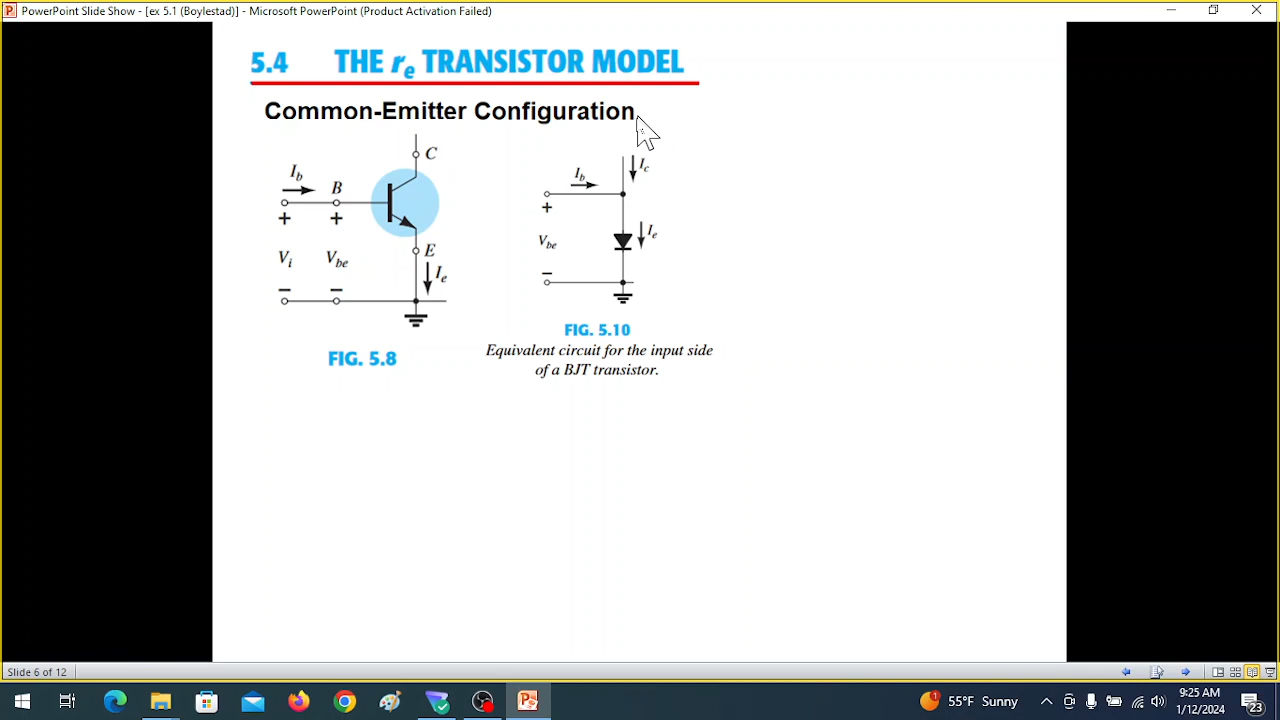 PowerPoint Slide Show - [ex 5.1 (Boylestad)] - Microsoft PowerPoint (Product Activation Failed)
5.4 THE re TRANSISTOR MODEL
Common-Emitter Configuration
C
Ib
B
+ +
Vi Vbe
E
Ie
− −
FIG. 5.8
Ic
Ib
+
Vbe
Ie
−
FIG. 5.10
Equivalent circuit for the input side
of a BJT transistor.
Slide 6 of 12
1
55°F Sunny
9:25 AM
1/17/2024
23